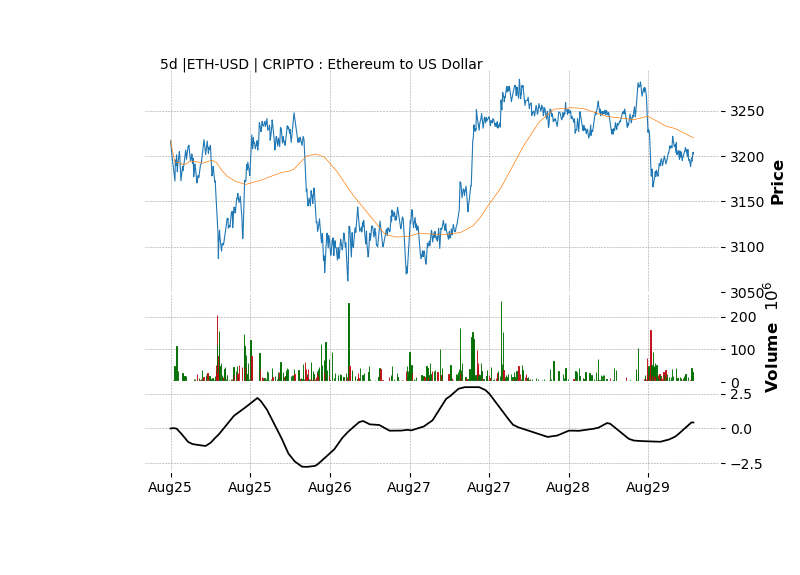 5d |ETH-USD | CRIPTO : Ethereum to US Dollar
3250
3200
3150
3100
3050
Price
200
100
0
Volume 10^6
2.5
0.0
−2.5
Aug25 Aug25 Aug26 Aug27 Aug27 Aug28 Aug29